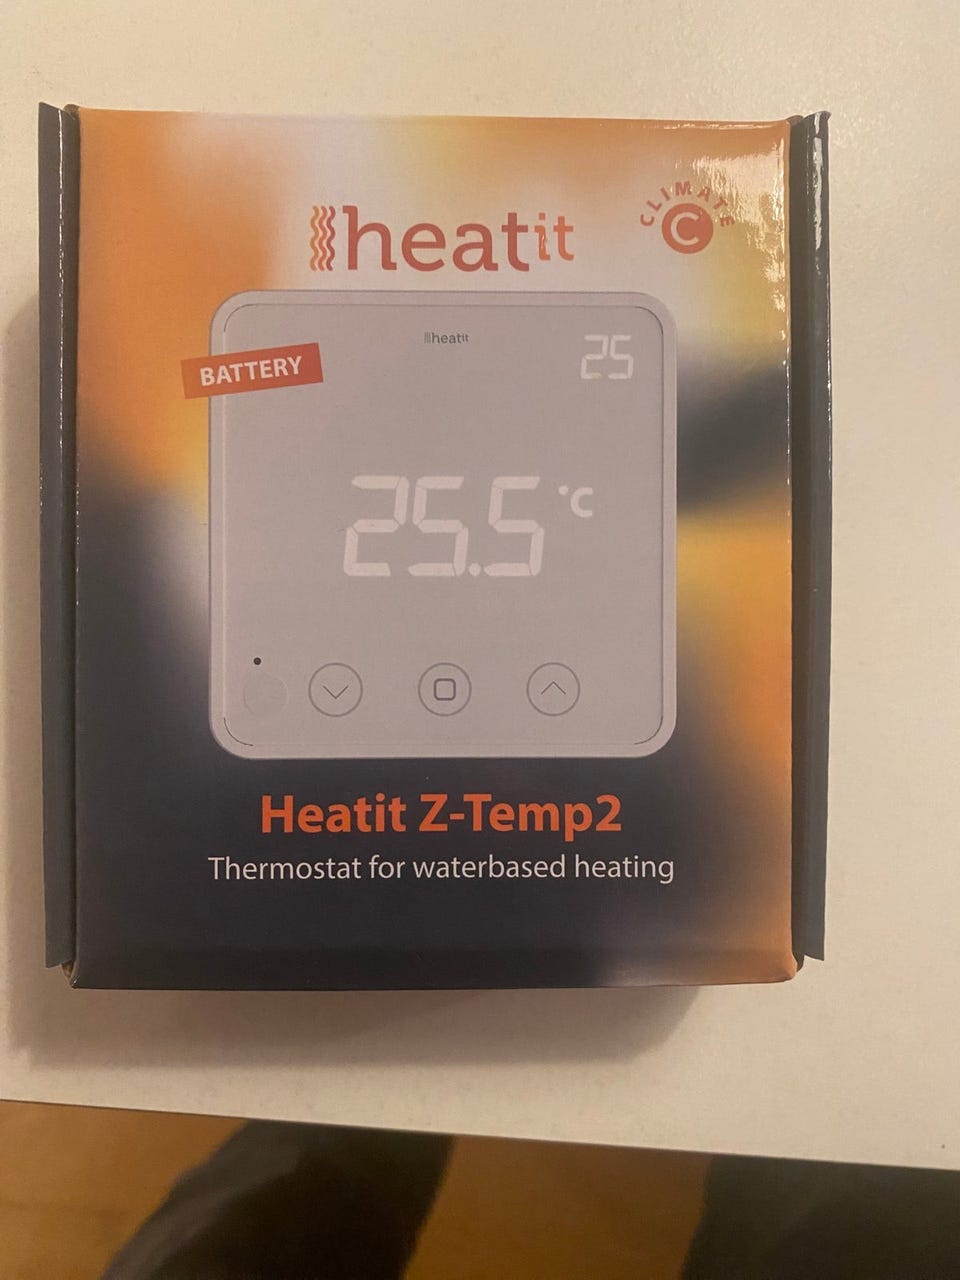 heatit
CLIMATE
C
heatit
25
BATTERY
25.5 °C
Heatit Z-Temp2
Thermostat for waterbased heating